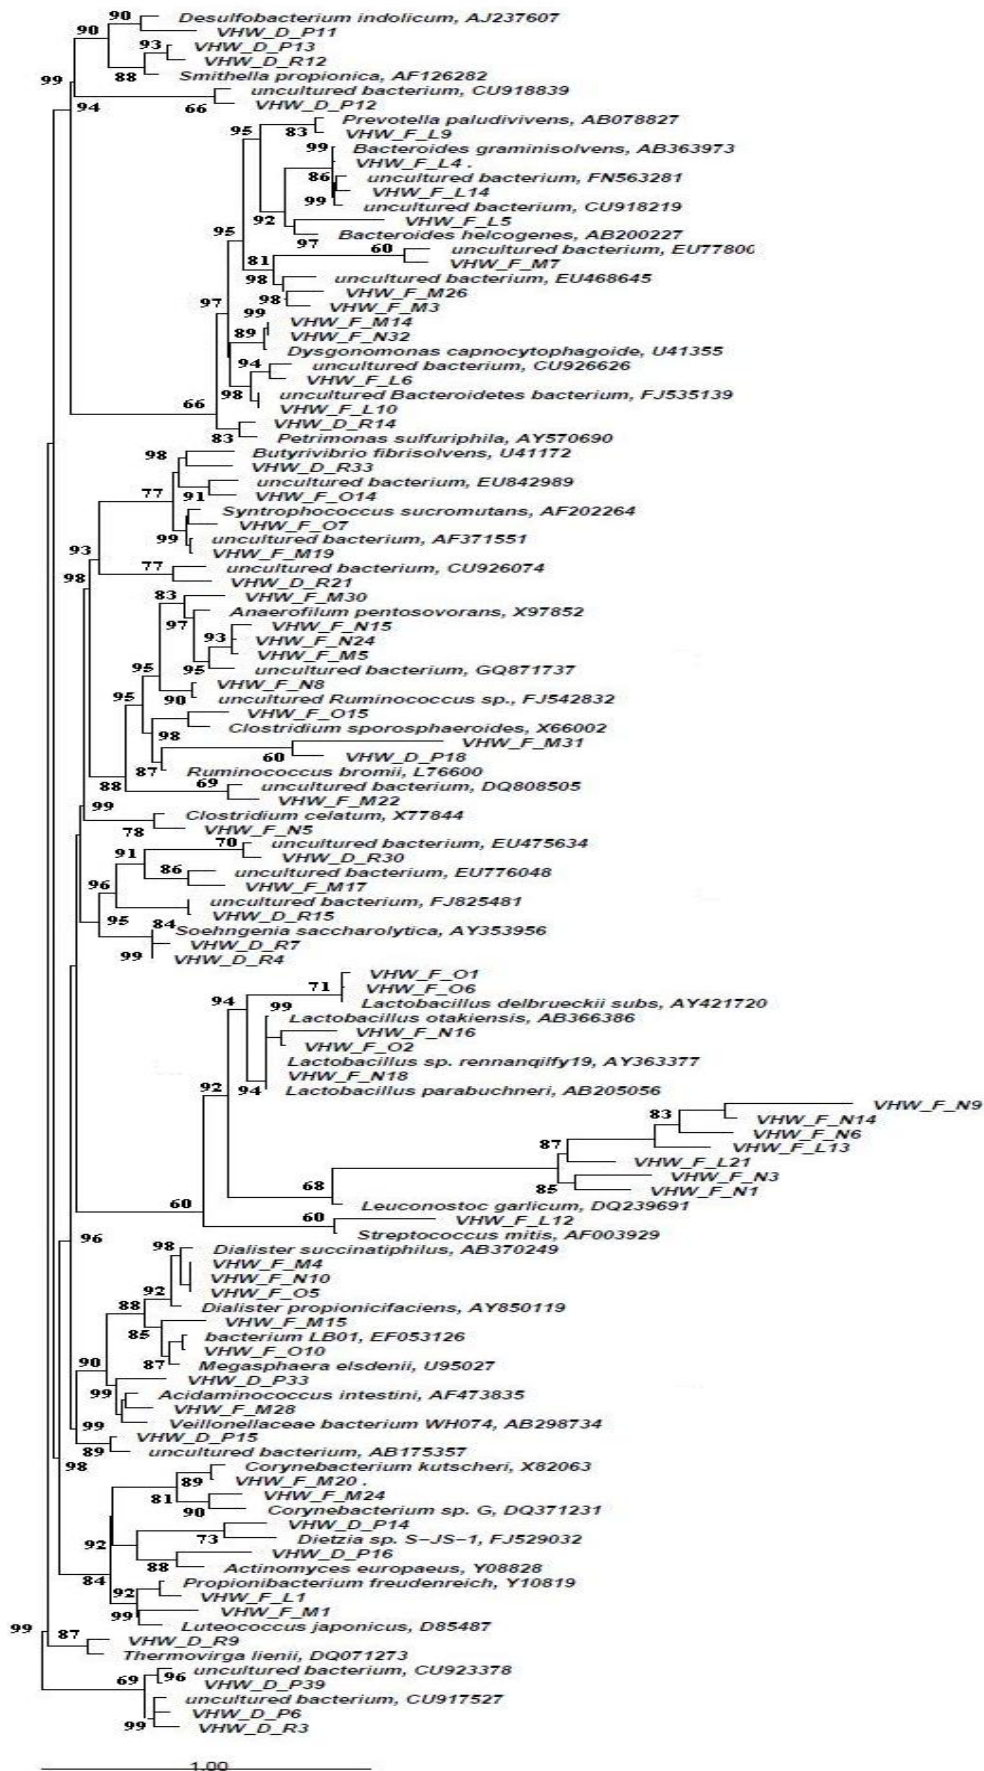 90 Desulfobacterium indolicum, AJ237607
90 VHW_D_P11
93 VHW_D_P13
VHW_D_R12
88 Smithella propionica, AF126282
99 uncultured bacterium, CU918839
94 66 VHW_D_P12
Prevotella paludivivens, AB078827
95 83 VHW_F_L9
99 Bacteroides graminisolvens, AB363973
VHW_F_L4 .
86 uncultured bacterium, FN563281
VHW_F_L14
99 uncultured bacterium, CU918219
92 VHW_F_L5
95 Bacteroides helcogenes, AB200227
97 60 uncultured bacterium, EU77800
81 VHW_F_M7
98 uncultured bacterium, EU468645
VHW_F_M26
97 98 VHW_F_M3
99 VHW_F_M14
89 VHW_F_N32
Dysgonomonas capnocytophagoide, U41355
94 uncultured bacterium, CU926626
VHW_F_L6
98 uncultured Bacteroidetes bacterium, FJ535139
66 VHW_F_L10
VHW_D_R14
83 Petrimonas sulfuriphila, AY570690
98 Butyrivibrio fibrisolvens, U41172
VHW_D_R33
uncultured bacterium, EU842989
77 91 VHW_F_O14
Syntrophococcus sucromutans, AF202264
VHW_F_O7
99 uncultured bacterium, AF371551
93 VHW_F_M19
77 uncultured bacterium, CU926074
98 VHW_D_R21
83 VHW_F_M30
Anaerofilum pentosovorans, X97852
97 VHW_F_N15
93 VHW_F_N24
VHW_F_M5
95 95 uncultured bacterium, GQ871737
VHW_F_N8
95 90 uncultured Ruminococcus sp., FJ542832
VHW_F_O15
98 Clostridium sporosphaeroides, X66002
VHW_F_M31
60 VHW_D_P18
87 Ruminococcus bromii, L76600
88 69 uncultured bacterium, DQ808505
99 VHW_F_M22
Clostridium celatum, X77844
78 VHW_F_N5
70 uncultured bacterium, EU475634
91 VHW_D_R30
86 uncultured bacterium, EU776048
96 VHW_F_M17
uncultured bacterium, FJ825481
95 VHW_D_R15
84 Soehngenia saccharolytica, AY353956
VHW_D_R7
99 VHW_D_R4
VHW_F_O1
71 VHW_F_O6
94 99 Lactobacillus delbrueckii subs, AY421720
Lactobacillus otakiensis, AB366386
VHW_F_N16
VHW_F_O2
Lactobacillus sp. rennanqilfy19, AY363377
VHW_F_N18
92 94 Lactobacillus parabuchneri, AB205056
VHW_F_N9
83 VHW_F_N14
VHW_F_N6
87 VHW_F_L13
VHW_F_L21
VHW_F_N3
68 85 VHW_F_N1
60 Leuconostoc garlicum, DQ239691
60 VHW_F_L12
Streptococcus mitis, AF003929
96 98 Dialister succinatiphilus, AB370249
VHW_F_M4
VHW_F_N10
92 VHW_F_O5
88 Dialister propionicifaciens, AY850119
VHW_F_M15
85 bacterium LB01, EF053126
VHW_F_O10
90 87 Megasphaera elsdenii, U95027
VHW_D_P33
99 Acidaminococcus intestini, AF473835
VHW_F_M28
99 Veillonellaceae bacterium WH074, AB298734
VHW_D_P15
89 uncultured bacterium, AB175357
98 Corynebacterium kutscheri, X82063
89 VHW_F_M20 .
81 VHW_F_M24
90 Corynebacterium sp. G, DQ371231
VHW_D_P14
92 73 Dietzia sp. S-JS-1, FJ529032
VHW_D_P16
88 Actinomyces europaeus, Y08828
84 Propionibacterium freudenreich, Y10819
92 VHW_F_L1
99 VHW_F_M1
Luteococcus japonicus, D85487
99 87 VHW_D_R9
Thermovirga lienii, DQ071273
uncultured bacterium, CU923378
69 96 VHW_D_P39
uncultured bacterium, CU917527
VHW_D_P6
99 VHW_D_R3
1.00